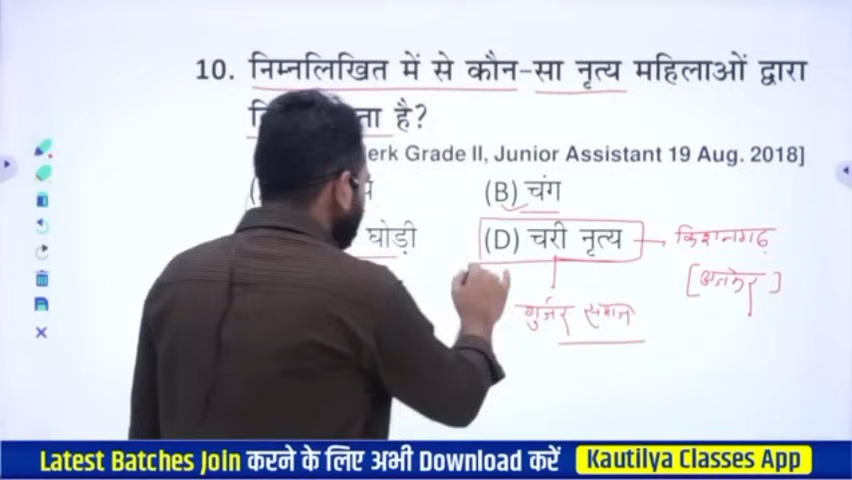 10. निम्नलिखित में से कौन-सा नृत्य महिलाओं द्वारा
है?
Grade II, Junior Assistant 19 Aug. 2018]
(B) चंग
घोड़ी (D) चरी नृत्य किशनगढ़
[अजमेर]
गुर्जर समाज
Latest Batches Join करने के लिए अभी Download करें Kautilya Classes App